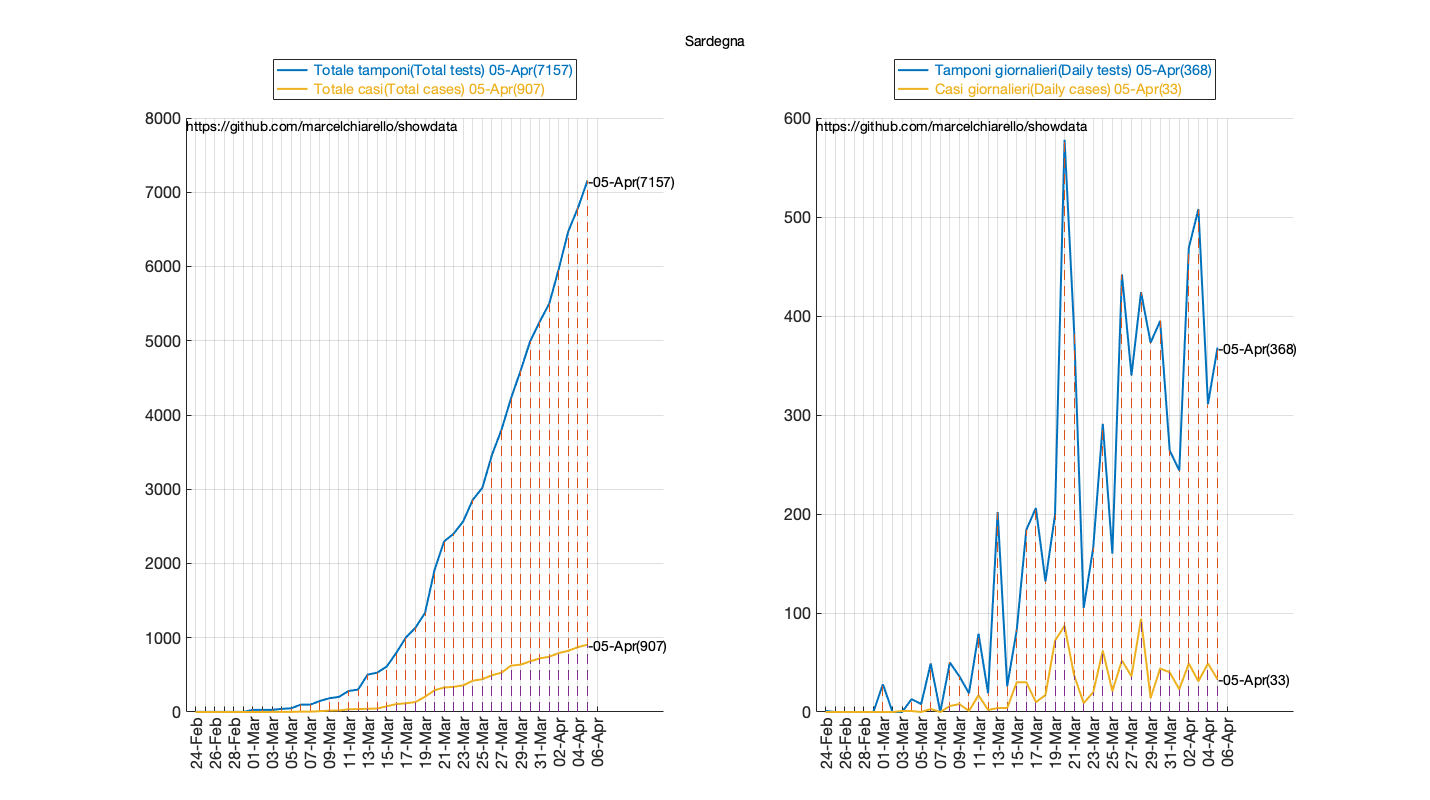 Sardegna
Totale tamponi(Total tests) 05-Apr(7157)
Totale casi(Total cases) 05-Apr(907)
https://github.com/marcelchiarello/showdata
8000
7000
6000
5000
4000
3000
2000
1000
0
-05-Apr(7157)
-05-Apr(907)
24-Feb
26-Feb
28-Feb
01-Mar
03-Mar
05-Mar
07-Mar
09-Mar
11-Mar
13-Mar
15-Mar
17-Mar
19-Mar
21-Mar
23-Mar
25-Mar
27-Mar
29-Mar
31-Mar
02-Apr
04-Apr
06-Apr
Tamponi giornalieri(Daily tests) 05-Apr(368)
Casi giornalieri(Daily cases) 05-Apr(33)
https://github.com/marcelchiarello/showdata
600
500
400
300
200
100
0
-05-Apr(368)
-05-Apr(33)
24-Feb
26-Feb
28-Feb
01-Mar
03-Mar
05-Mar
07-Mar
09-Mar
11-Mar
13-Mar
15-Mar
17-Mar
19-Mar
21-Mar
23-Mar
25-Mar
27-Mar
29-Mar
31-Mar
02-Apr
04-Apr
06-Apr